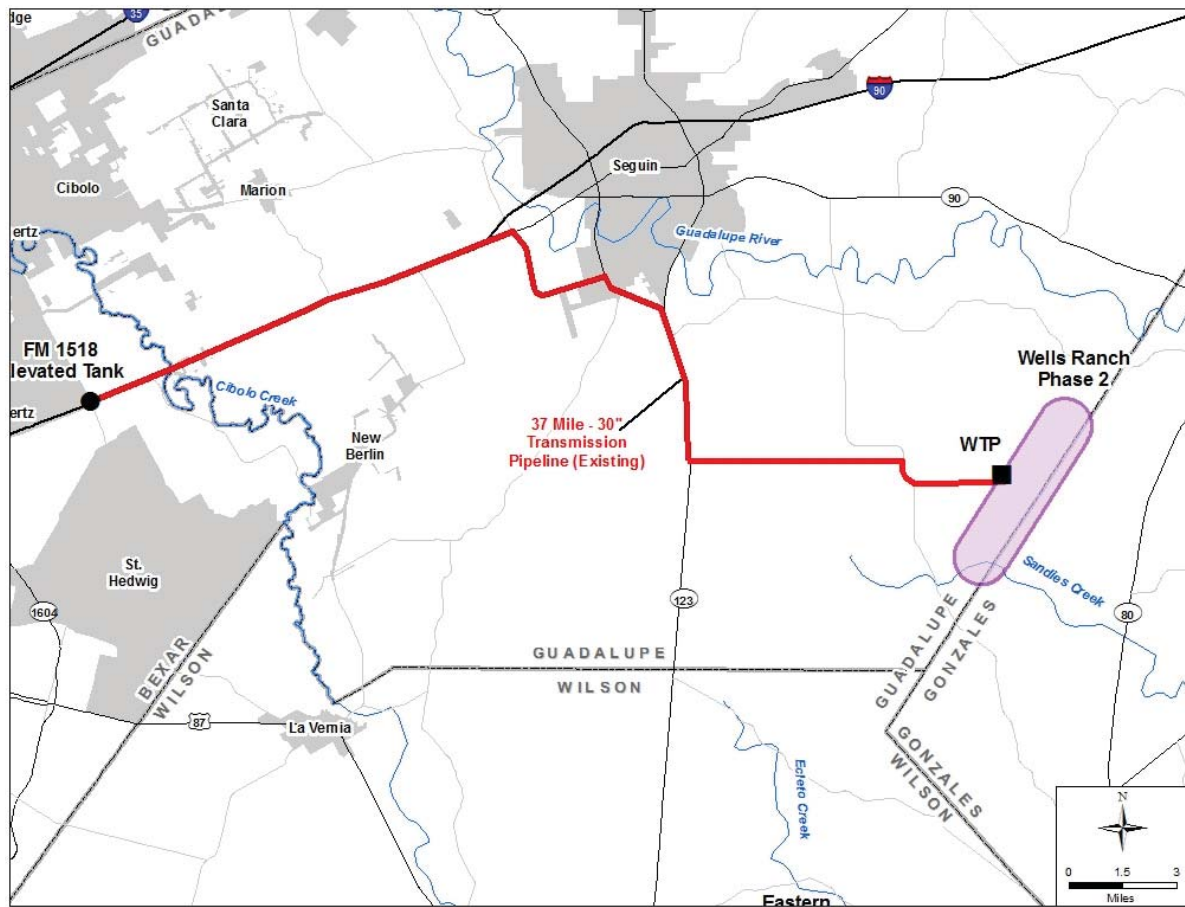 dge
35
GUADALUPE
90
Santa
Clara
Seguin
Cibolo
Marion
90
ertz
Guadalupe River
FM 1518
levated Tank
Wells Ranch
Phase 2
Cibolo Creek
ertz
New
Berlin
37 Mile - 30"
Transmission
Pipeline (Existing)
WTP
St.
Hedwig
Sandies Creek
1604
123
80
BEXAR
WILSON
GUADALUPE
WILSON
GUADALUPE
GONZALES
87
La Vernia
GONZALES
WILSON
Ecleto Creek
N
0 1.5 3
Miles
Eastern